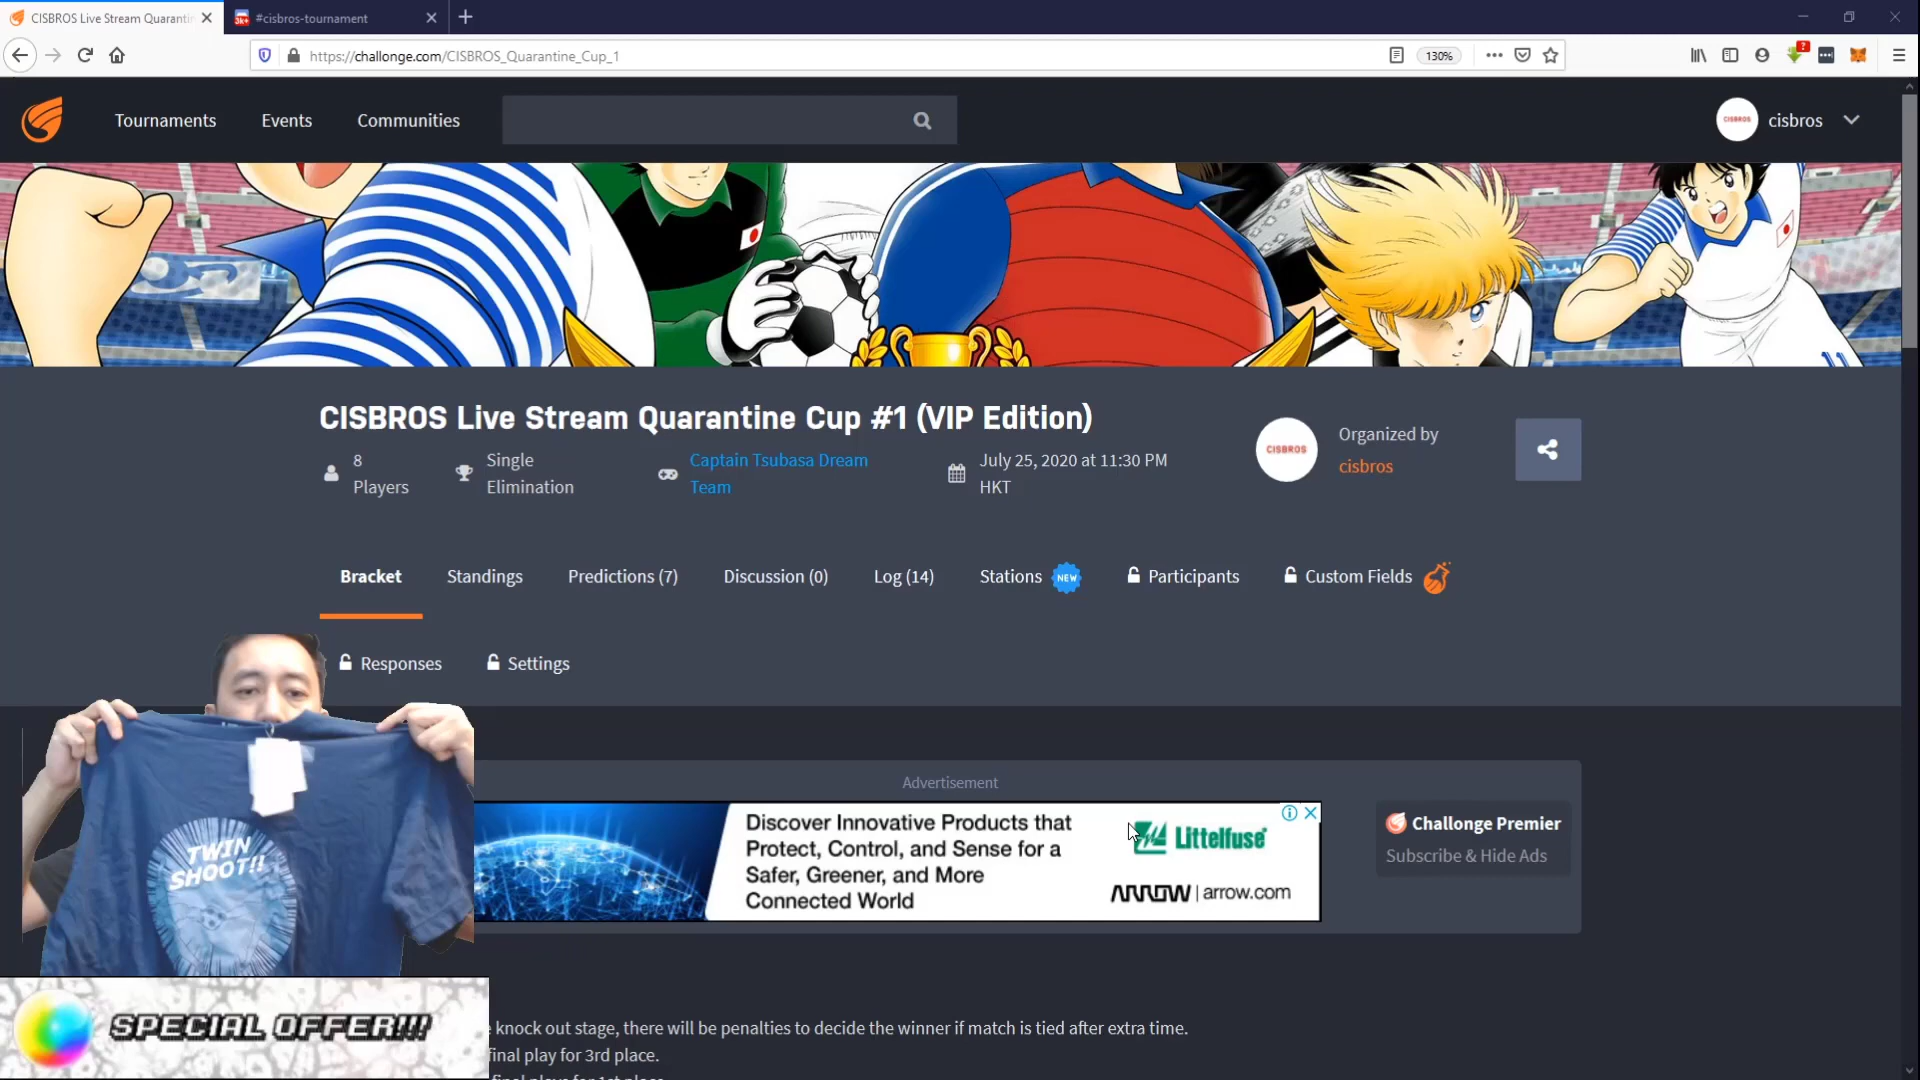 CISBROS Live Stream Quaranti
#cisbros-tournament
https://challonge.com/CISBROS_Quarantine_Cup_1
130%
Tournaments
Events
Communities
CISBROS
cisbros
CISBROS Live Stream Quarantine Cup #1 (VIP Edition)
8
Players
Single
Elimination
Captain Tsubasa Dream
Team
July 25, 2020 at 11:30 PM
HKT
CISBROS
Organized by
cisbros
Bracket
Standings
Predictions (7)
Discussion (0)
Log (14)
Stations
NEW
Participants
Custom Fields
Responses
Settings
TWIN
SHOOT!!
Advertisement
Discover Innovative Products that
Protect, Control, and Sense for a
Safer, Greener, and More
Connected World
Littelfuse
ARROW | arrow.com
Challonge Premier
Subscribe & Hide Ads
SPECIAL OFFER!!!
knock out stage, there will be penalties to decide the winner if match is tied after extra time.
final play for 3rd place.